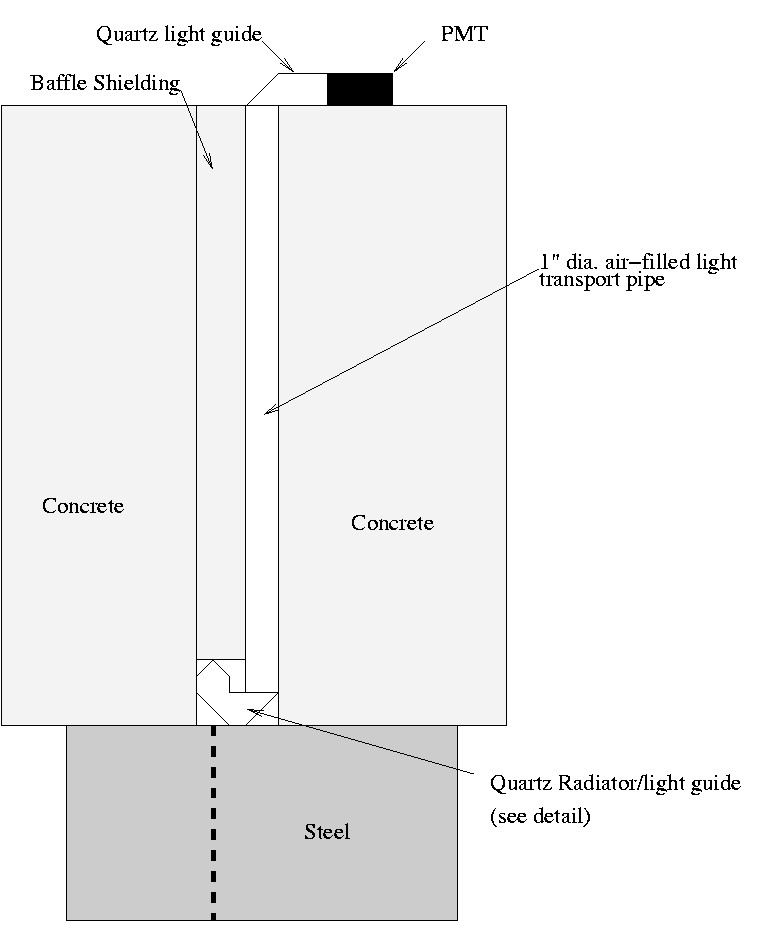 Quartz light guide
PMT
Baffle Shielding
1" dia. air−filled light
transport pipe
Concrete
Concrete
Quartz Radiator/light guide
(see detail)
Steel